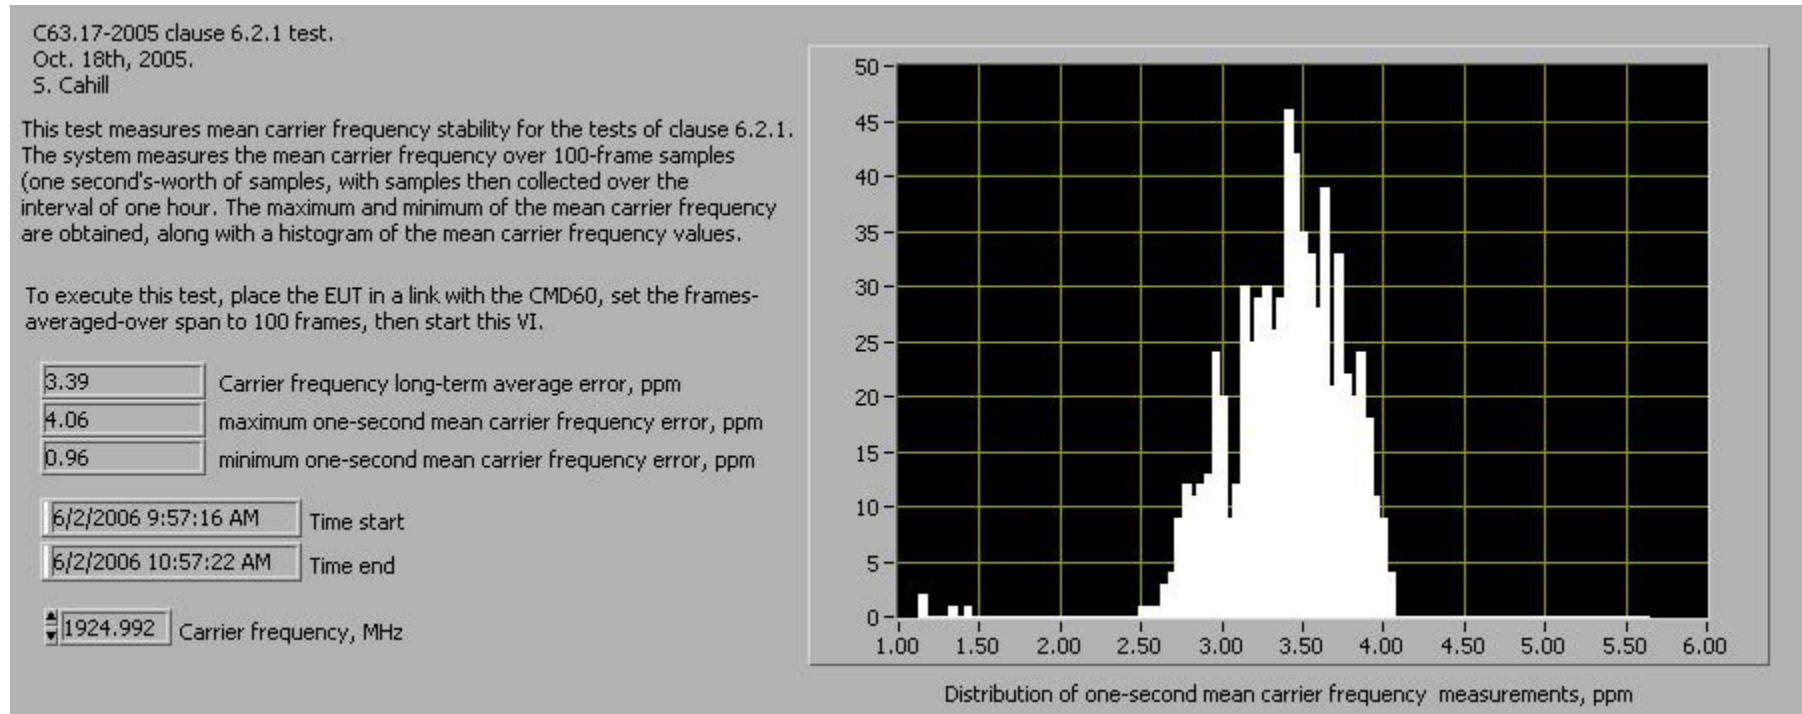 C63.17-2005 clause 6.2.1 test.
Oct. 18th, 2005.
S. Cahill
This test measures mean carrier frequency stability for the tests of clause 6.2.1.
The system measures the mean carrier frequency over 100-frame samples
(one second's-worth of samples, with samples then collected over the
interval of one hour. The maximum and minimum of the mean carrier frequency
are obtained, along with a histogram of the mean carrier frequency values.
To execute this test, place the EUT in a link with the CMD60, set the frames-
averaged-over span to 100 frames, then start this VI.
3.39 Carrier frequency long-term average error, ppm
4.06 maximum one-second mean carrier frequency error, ppm
0.96 minimum one-second mean carrier frequency error, ppm
6/2/2006 9:57:16 AM Time start
6/2/2006 10:57:22 AM Time end
1924.992 Carrier frequency, MHz
50
45
40
35
30
25
20
15
10
5
0
1.00 1.50 2.00 2.50 3.00 3.50 4.00 4.50 5.00 5.50 6.00
Distribution of one-second mean carrier frequency measurements, ppm